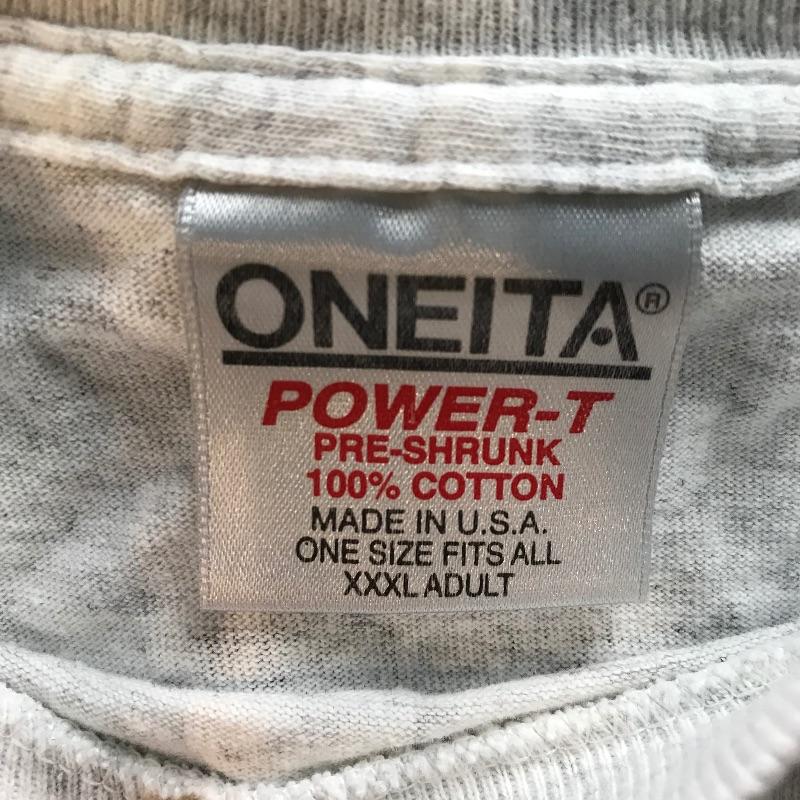 ONEITA®
POWER-T
PRE-SHRUNK
100% COTTON
MADE IN U.S.A.
ONE SIZE FITS ALL
XXXL ADULT